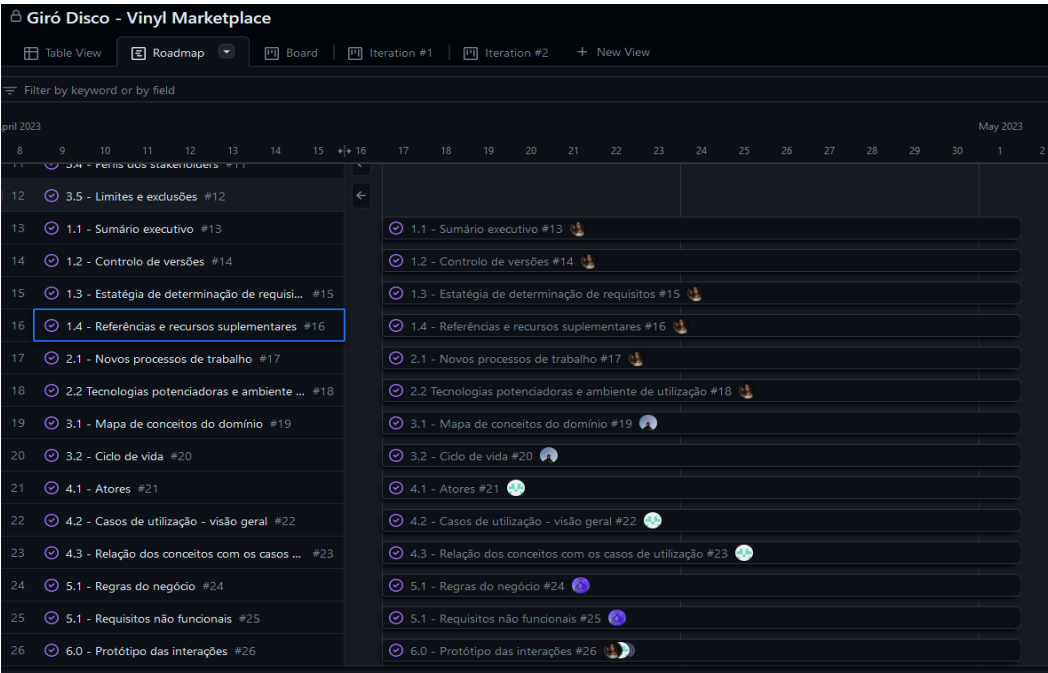 Giró Disco - Vinyl Marketplace
Table View Roadmap Board Iteration #1 Iteration #2 + New View
Filter by keyword or by field
pril 2023 May 2023
8 9 10 11 12 13 14 15 16 17 18 19 20 21 22 23 24 25 26 27 28 29 30 1 2
11 3.4 - Perfis dos stakeholders #11
12 3.5 - Limites e exclusões #12
13 1.1 - Sumário executivo #13 1.1 - Sumário executivo #13
14 1.2 - Controlo de versões #14 1.2 - Controlo de versões #14
15 1.3 - Estatégia de determinação de requisi... #15 1.3 - Estatégia de determinação de requisitos #15
16 1.4 - Referências e recursos suplementares #16 1.4 - Referências e recursos suplementares #16
17 2.1 - Novos processos de trabalho #17 2.1 - Novos processos de trabalho #17
18 2.2 Tecnologias potenciadoras e ambiente ... #18 2.2 Tecnologias potenciadoras e ambiente de utilização #18
19 3.1 - Mapa de conceitos do domínio #19 3.1 - Mapa de conceitos do domínio #19
20 3.2 - Ciclo de vida #20 3.2 - Ciclo de vida #20
21 4.1 - Atores #21 4.1 - Atores #21
22 4.2 - Casos de utilização - visão geral #22 4.2 - Casos de utilização - visão geral #22
23 4.3 - Relação dos conceitos com os casos ... #23 4.3 - Relação dos conceitos com os casos de utilização #23
24 5.1 - Regras do negócio #24 5.1 - Regras do negócio #24
25 5.1 - Requisitos não funcionais #25 5.1 - Requisitos não funcionais #25
26 6.0 - Protótipo das interações #26 6.0 - Protótipo das interações #26